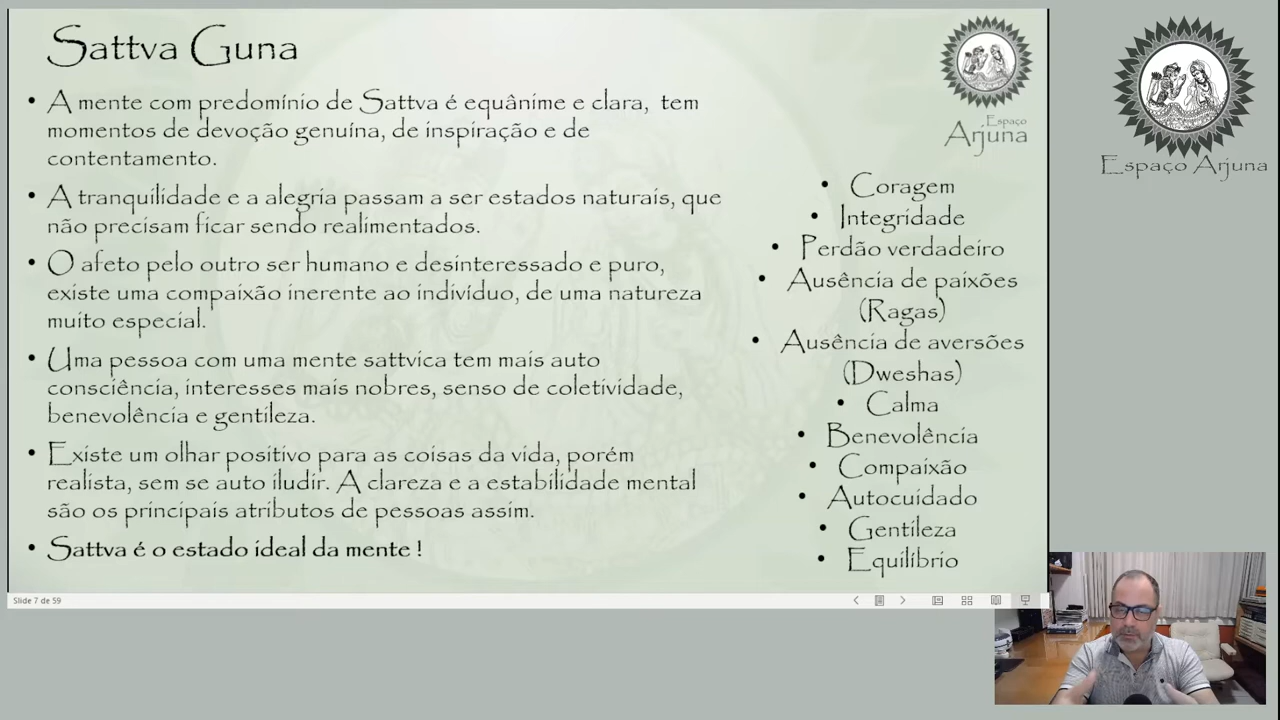 Sattva Guna
• A mente com predomínio de Sattva é equânime e clara, tem
momentos de devoção genuína, de inspiração e de
contentamento.
• A tranquilidade e a alegria passam a ser estados naturais, que
não precisam ficar sendo realimentados.
• O afeto pelo outro ser humano e desinteressado e puro,
existe uma compaixão inerente ao indivíduo, de uma natureza
muito especial.
• Uma pessoa com uma mente sattvica tem mais auto
consciência, interesses mais nobres, senso de coletividade,
benevolência e gentileza.
• Existe um olhar positivo para as coisas da vida, porém
realista, sem se auto iludir. A clareza e a estabilidade mental
são os principais atributos de pessoas assim.
• Sattva é o estado ideal da mente !
Espaço
Arjuna
• Coragem
• Integridade
• Perdão verdadeiro
• Ausência de paixões
(Ragas)
• Ausência de aversões
(Dweshas)
• Calma
• Benevolência
• Compaixão
• Autocuidado
• Gentileza
• Equilíbrio
Espaço Arjuna
Slide 7 de 59